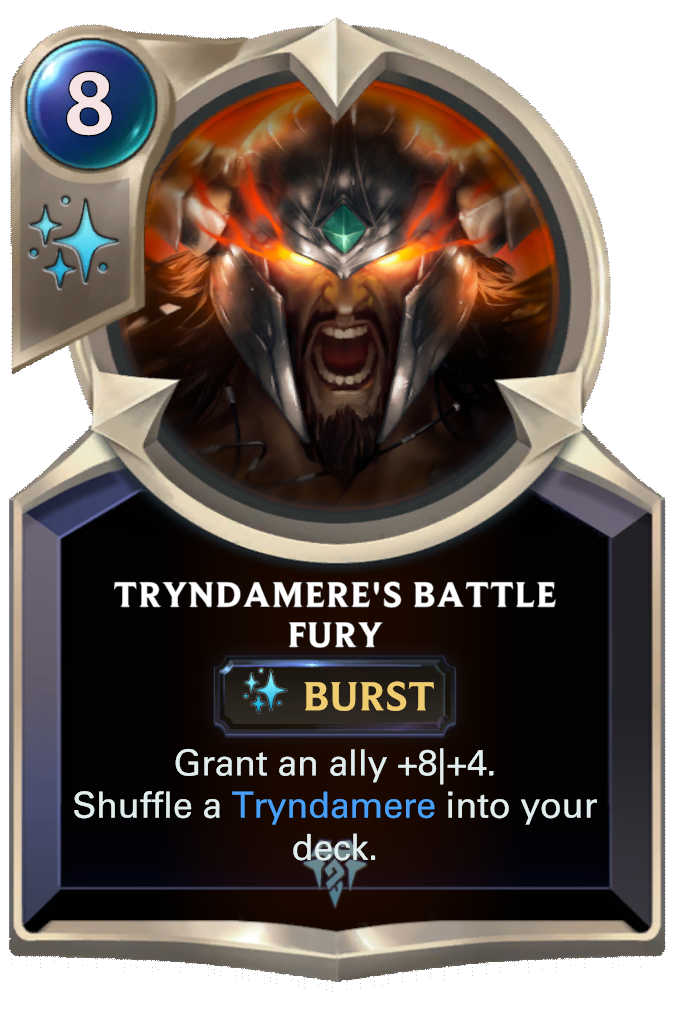 8
TRYNDAMERE'S BATTLE
FURY
BURST
Grant an ally +8|+4.
Shuffle a Tryndamere into your
deck.